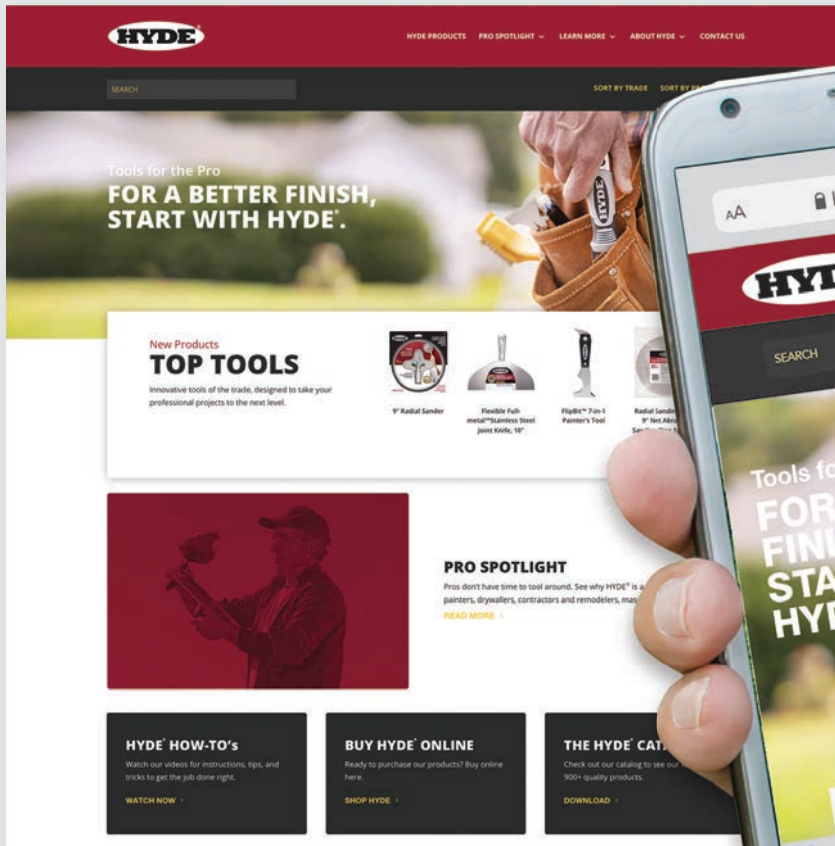 HYDE®
HYDE PRODUCTS PRO SPOTLIGHT LEARN MORE ABOUT HYDE CONTACT US
SEARCH
SORT BY TRADE SORT BY
Tools for the Pro
FOR A BETTER FINISH,
START WITH HYDE®.
HYDE
New Products
TOP TOOLS
Innovative tools of the trade, designed to take your
professional projects to the next level.
9" Radial Sander
Flexible Full-
metal™Stainless Steel
Joint Knife, 10"
FlipBit™ 7-in-1
Painter's Tool
Radial Sand
9" Net Abra
PRO SPOTLIGHT
Pros don't have time to tool around. See why HYDE® is a
painters, drywallers, contractors and remodelers, mas
READ MORE
HYDE® HOW-TO's
Watch our videos for instructions, tips, and
tricks to get the job done right.
WATCH NOW
BUY HYDE® ONLINE
Ready to purchase our products? Buy online
here.
SHOP HYDE
THE HYDE® CAT
Check out our catalog to see our
900+ quality products.
DOWNLOAD
AA
HYD
SEARCH
Tools fo
FOR
FINI
STA
HY